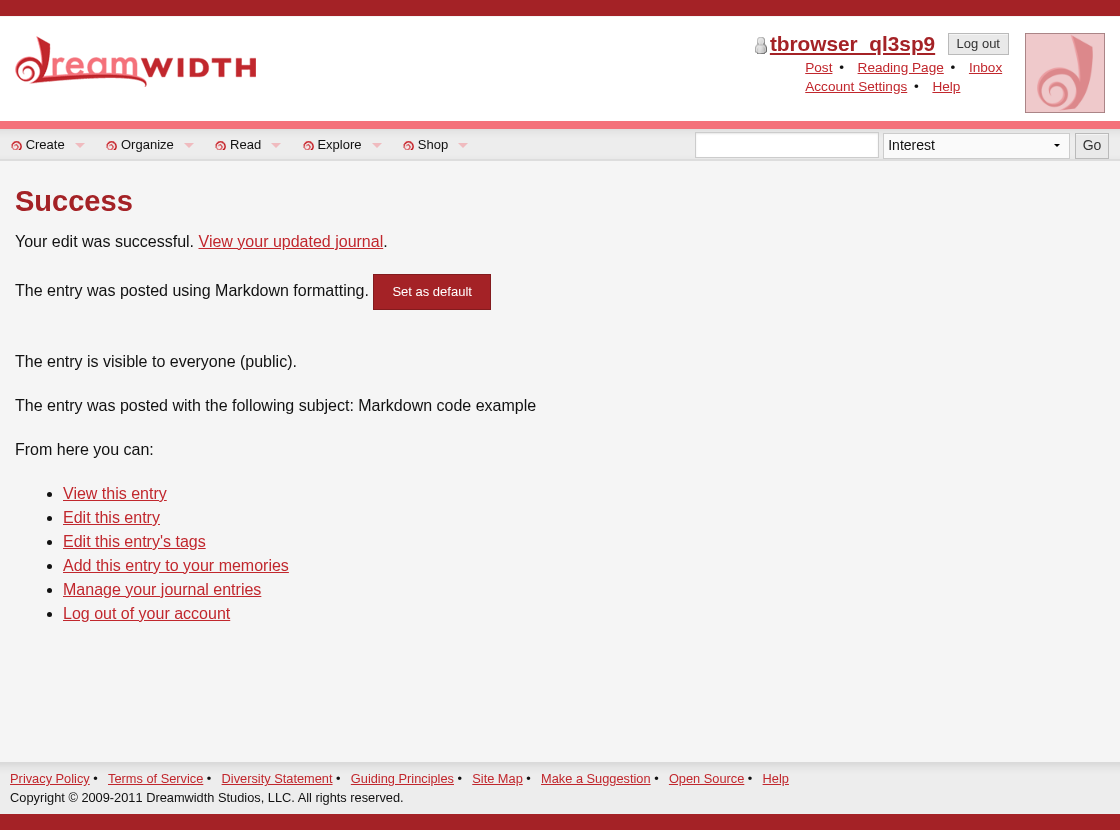 dreamWIDTH
tbrowser_ql3sp9 Log out
Post • Reading Page • Inbox
Account Settings • Help
Create Organize Read Explore Shop Interest Go
Success
Your edit was successful. View your updated journal.
The entry was posted using Markdown formatting. Set as default
The entry is visible to everyone (public).
The entry was posted with the following subject: Markdown code example
From here you can:
• View this entry
• Edit this entry
• Edit this entry's tags
• Add this entry to your memories
• Manage your journal entries
• Log out of your account
Privacy Policy • Terms of Service • Diversity Statement • Guiding Principles • Site Map • Make a Suggestion • Open Source • Help
Copyright © 2009-2011 Dreamwidth Studios, LLC. All rights reserved.